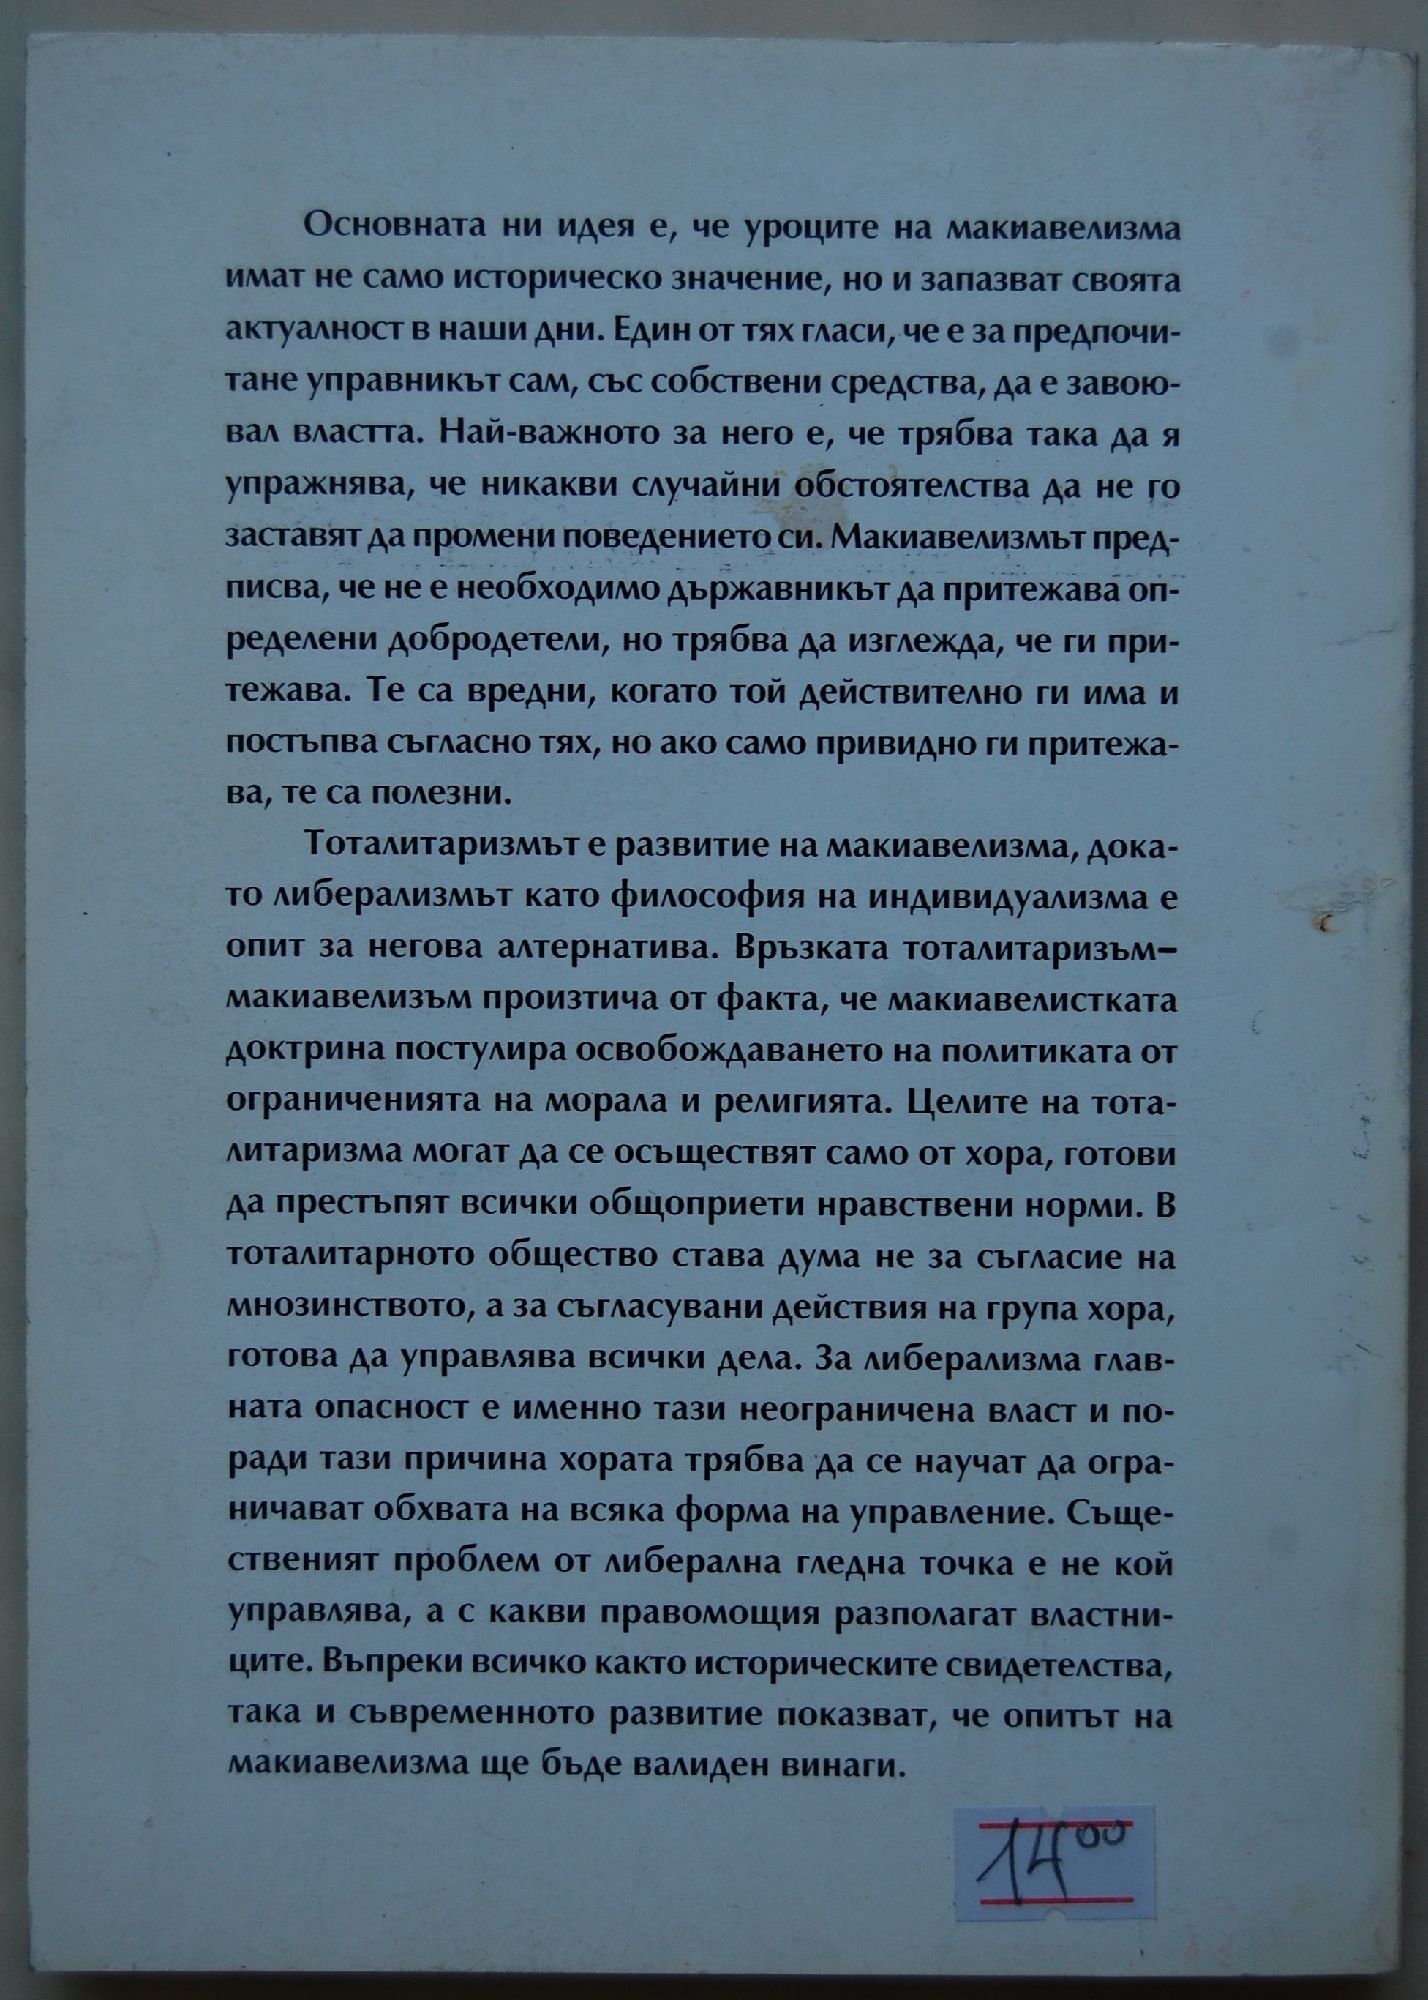 Основната ни идея е, че уроците на макиавелизма
имат не само историческо значение, но и запазват своята
актуалност в наши дни. Един от тях гласи, че е за предпочи-
тане управникът сам, със собствени средства, да е завою-
вал властта. Най-важното за него е, че трябва така да я
упражнява, че никакви случайни обстоятелства да не го
заставят да промени поведението си. Макиавелизмът пред-
писва, че не е необходимо държавникът да притежава оп-
ределени добродетели, но трябва да изглежда, че ги при-
тежава. Те са вредни, когато той действително ги има и
постъпва съгласно тях, но ако само привидно ги притежа-
ва, те са полезни.
Тоталитаризмът е развитие на макиавелизма, дока-
то либерализмът като философия на индивидуализма е
опит за негова алтернатива. Връзката тоталитаризъм–
макиавелизъм произтича от факта, че макиавелистката
доктрина постулира освобождаването на политиката от
ограниченията на морала и религията. Целите на тота-
литаризма могат да се осъществят само от хора, готови
да престъпят всички общоприети нравствени норми. В
тоталитарното общество става дума не за съгласие на
мнозинството, а за съгласувани действия на група хора,
готова да управлява всички дела. За либерализма глав-
ната опасност е именно тази неограничена власт и по-
ради тази причина хората трябва да се научат да огра-
ничават обхвата на всяка форма на управление. Същe-
ственият проблем от либерална гледна точка е не кой
управлява, а с какви правомощия разполагат властни-
ците. Въпреки всичко както историческите свидетелства,
така и съвременното развитие показват, че опитът на
макиавелизма ще бъде валиден винаги.
14 00